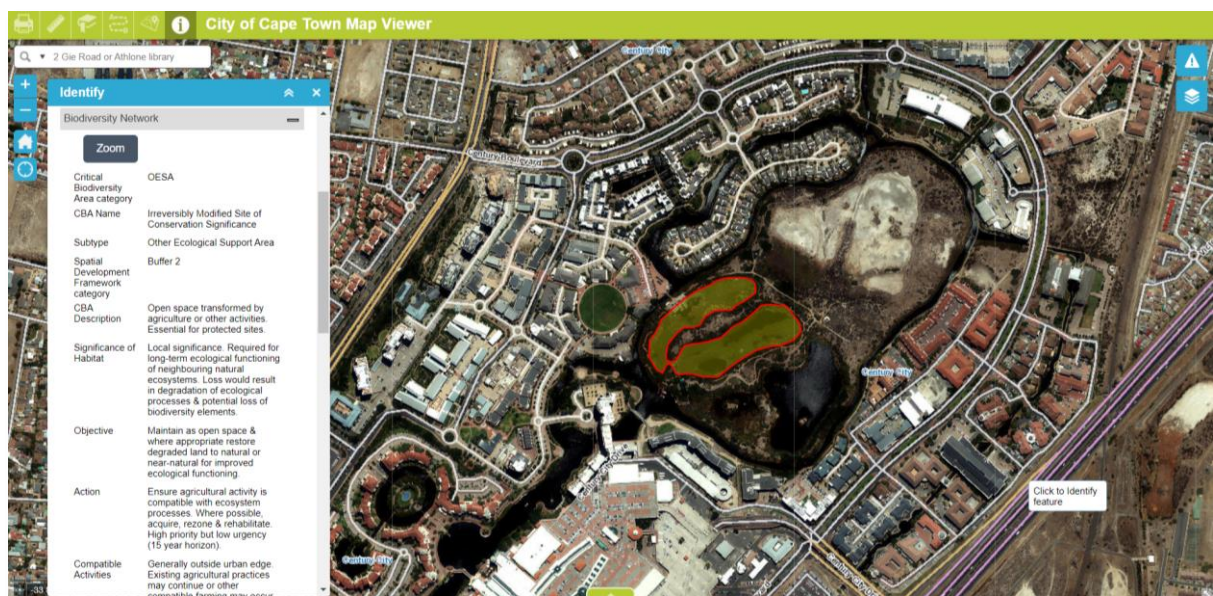 City of Cape Town Map Viewer
2 Gie Road or Athlone library
Identify
Biodiversity Network
Zoom
Critical Biodiversity Area category OESA
CBA Name Irreversibly Modified Site of Conservation Significance
Subtype Other Ecological Support Area
Spatial Development Framework category Buffer 2
CBA Description Open space transformed by agriculture or other activities. Essential for protected sites.
Significance of Habitat Local significance. Required for long-term ecological functioning of neighbouring natural ecosystems. Loss would result in degradation of ecological processes & potential loss of biodiversity elements.
Objective Maintain as open space & where appropriate restore degraded land to natural or near-natural for improved ecological functioning.
Action Ensure agricultural activity is compatible with ecosystem processes. Where possible, acquire, rezone & rehabilitate. High priority but low urgency (15 year horizon).
Compatible Activities Generally outside urban edge. Existing agricultural practices may continue or other compatible farming may occur
Century City
Century Boulevard
Century City
Century City
Click to Identify
feature